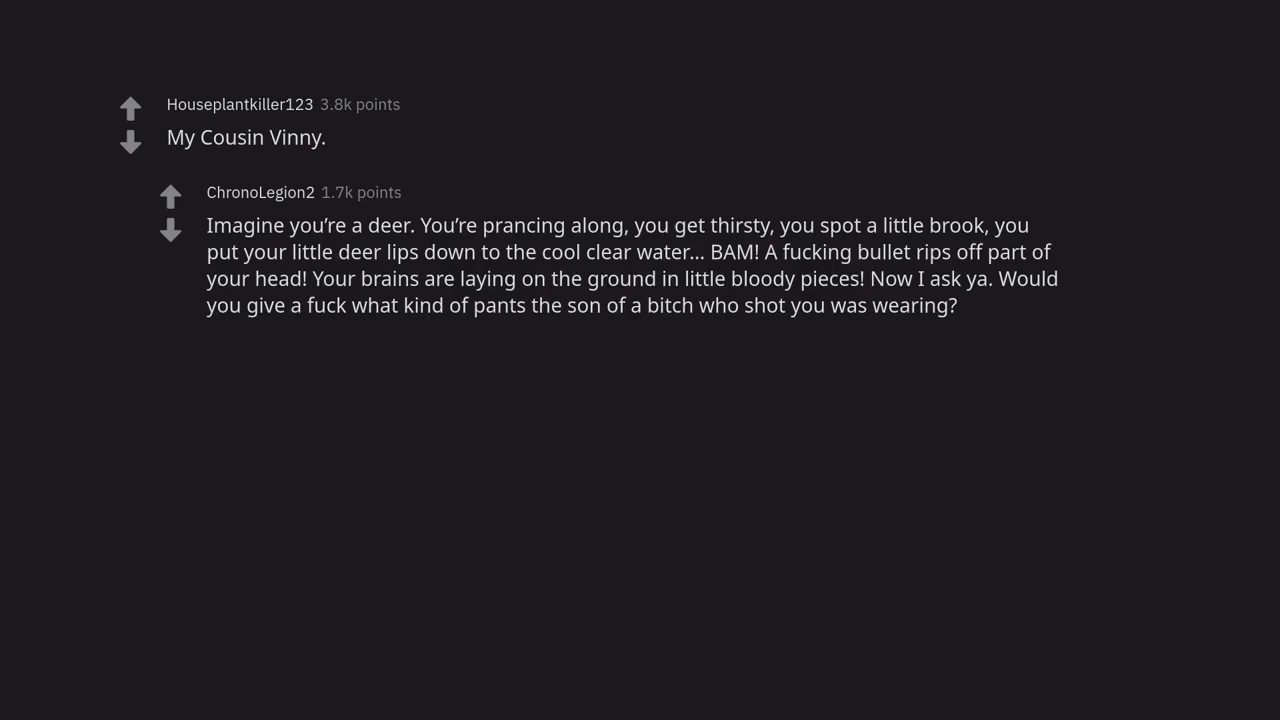 Houseplantkiller123 3.8k points
My Cousin Vinny.
ChronoLegion2 1.7k points
Imagine you’re a deer. You’re prancing along, you get thirsty, you spot a little brook, you
put your little deer lips down to the cool clear water... BAM! A fucking bullet rips off part of
your head! Your brains are laying on the ground in little bloody pieces! Now I ask ya. Would
you give a fuck what kind of pants the son of a bitch who shot you was wearing?